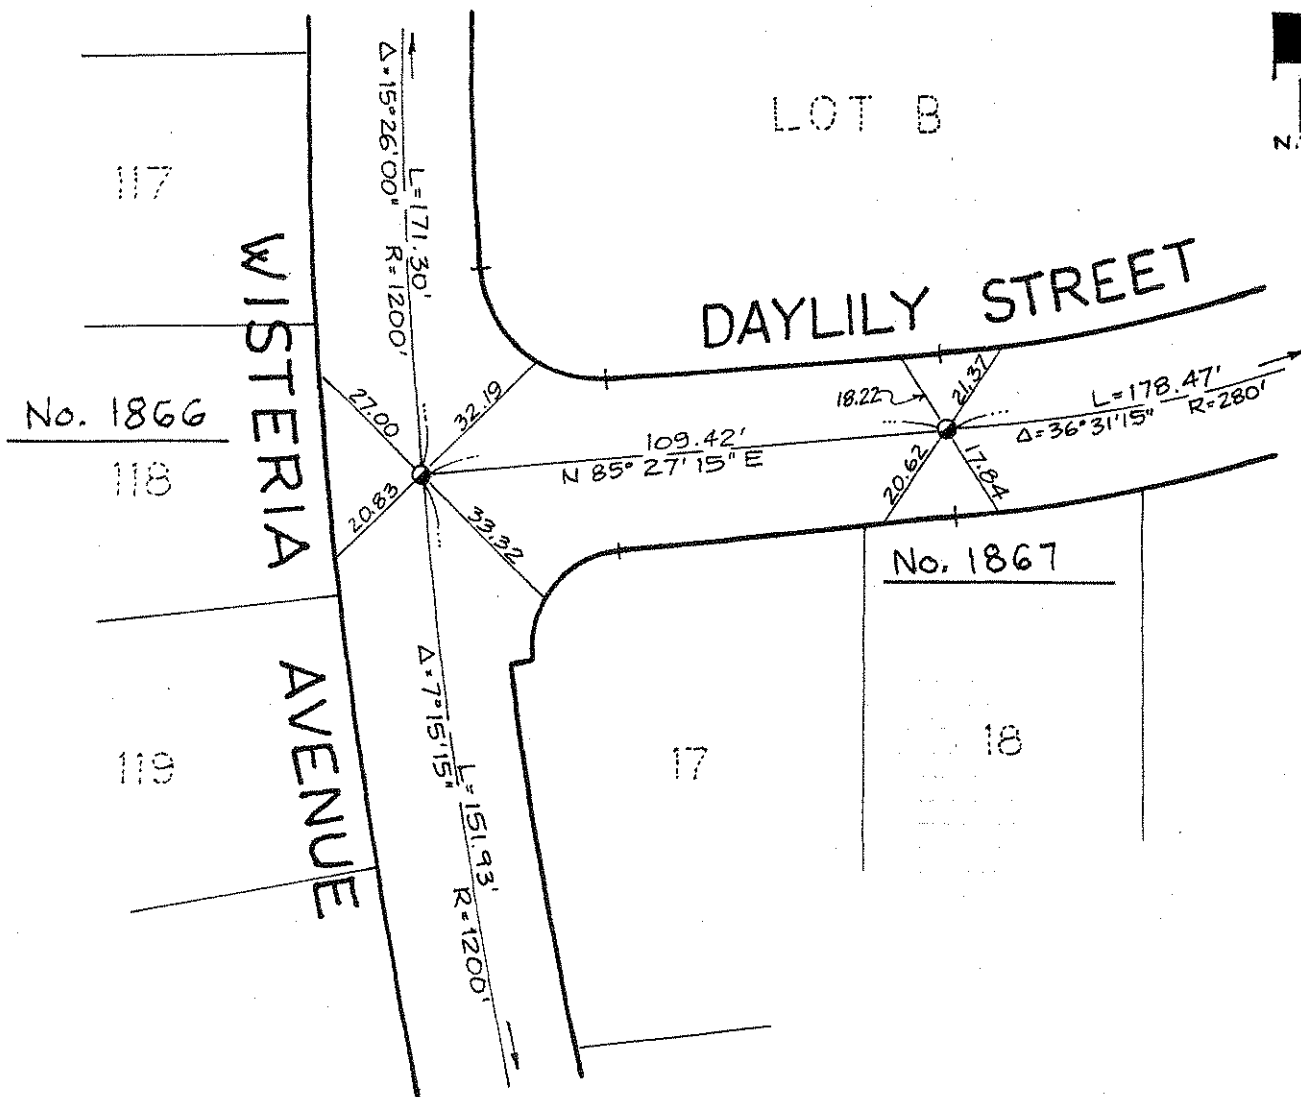 LOT B
N.
117
Δ=15°26'00"
L=171.30'
R=1200'
WISTERIA
AVENUE
DAYLILY STREET
No. 1866
118
27.00
32.19
20.83
33.32
109.42'
N 85° 27' 15" E
18.22
21.37
20.62
17.84
L=178.47'
Δ=36°31'15"
R=280'
No. 1867
119
Δ=7°15'15"
L=151.93'
R=1200'
17
18